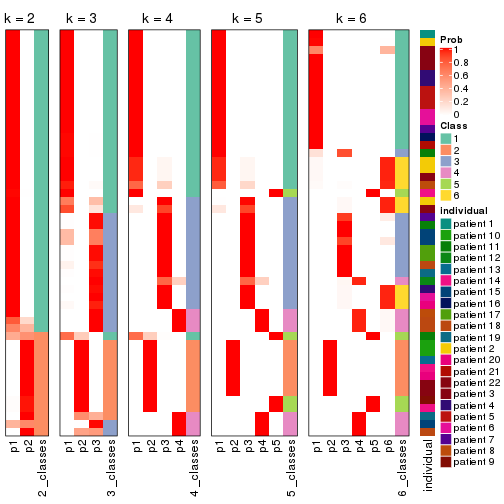 k = 2
k = 3
k = 4
k = 5
k = 6
p1
p2
2_classes
p1
p2
p3
3_classes
p1
p2
p3
p4
4_classes
p1
p2
p3
p4
p5
5_classes
p1
p2
p3
p4
p5
p6
6_classes
individual
Prob
1
0.8
0.6
0.4
0.2
0
Class
1
2
3
4
5
6
Individual
patient 1
patient 10
patient 11
patient 12
patient 13
patient 14
patient 15
patient 16
patient 17
patient 18
patient 19
patient 2
patient 20
patient 21
patient 22
patient 3
patient 4
patient 5
patient 6
patient 7
patient 8
patient 9